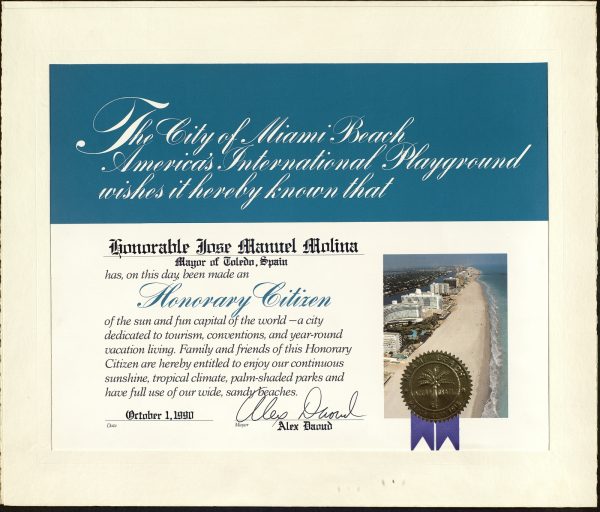 The City of Miami Beach
America's International Playground
wishes it hereby known that
Honorable Jose Manuel Molina
Mayor of Toledo, Spain
has, on this day, been made an
Honorary Citizen
of the sun and fun capital of the world – a city
dedicated to tourism, conventions, and year-round
vacation living. Family and friends of this Honorary
Citizen are hereby entitled to enjoy our continuous
sunshine, tropical climate, palm-shaded parks and
have full use of our wide, sandy beaches.
Alex Daoud
October 1, 1990
Date
Mayor
Alex Daoud